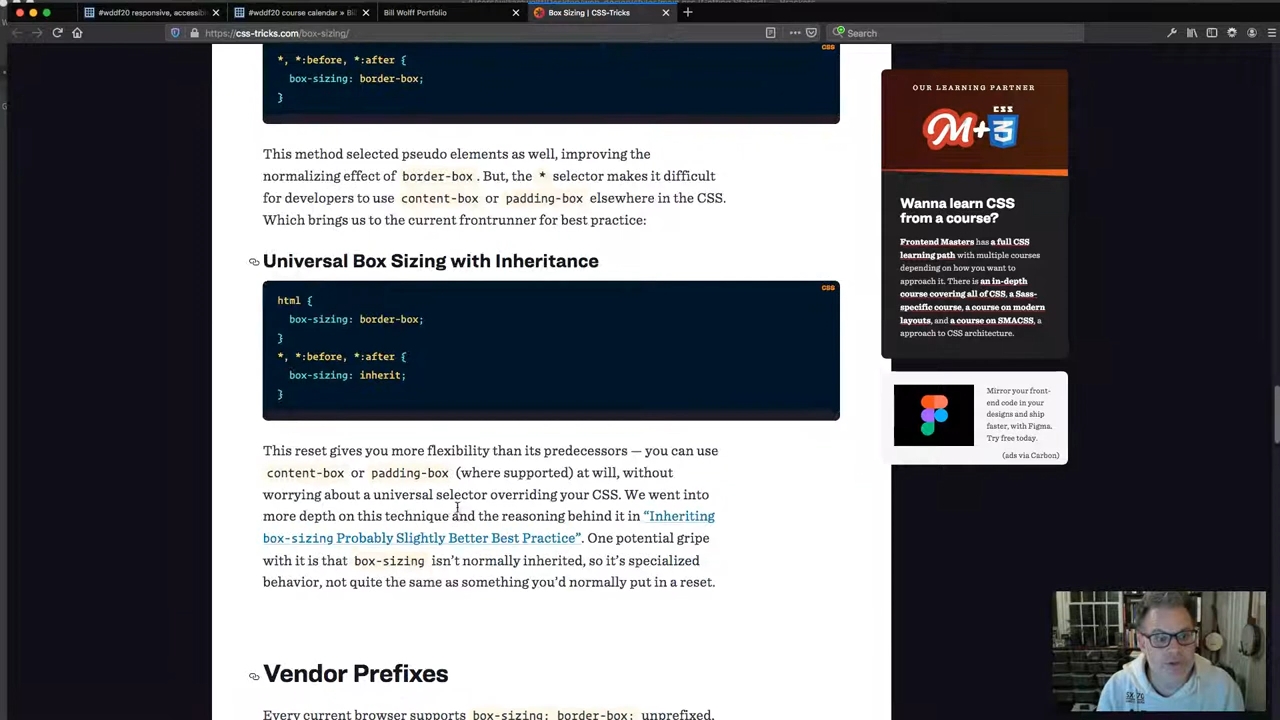 #wddf20 responsive, accessib
#wddf20 course calendar » Bill
Bill Wolff Portfolio
Box Sizing | CSS-Tricks
https://css-tricks.com/box-sizing/
Search
CSS
*, *:before, *:after {
box-sizing: border-box;
}
This method selected pseudo elements as well, improving the
normalizing effect of border-box. But, the * selector makes it difficult
for developers to use content-box or padding-box elsewhere in the CSS.
Which brings us to the current frontrunner for best practice:
Universal Box Sizing with Inheritance
CSS
html {
box-sizing: border-box;
}
*, *:before, *:after {
box-sizing: inherit;
}
This reset gives you more flexibility than its predecessors — you can use
content-box or padding-box (where supported) at will, without
worrying about a universal selector overriding your CSS. We went into
more depth on this technique and the reasoning behind it in “Inheriting
box-sizing Probably Slightly Better Best Practice”. One potential gripe
with it is that box-sizing isn’t normally inherited, so it’s specialized
behavior, not quite the same as something you’d normally put in a reset.
Vendor Prefixes
Every current browser supports box-sizing: border-box; unprefixed,
OUR LEARNING PARTNER
CSS
M+3
Wanna learn CSS
from a course?
Frontend Masters has a full CSS
learning path with multiple courses
depending on how you want to
approach it. There is an in-depth
course covering all of CSS, a Sass-
specific course, a course on modern
layouts, and a course on SMACSS, a
approach to CSS architecture.
Mirror your front-
end code in your
designs and ship
faster, with Figma.
Try free today.
(ads via Carbon)